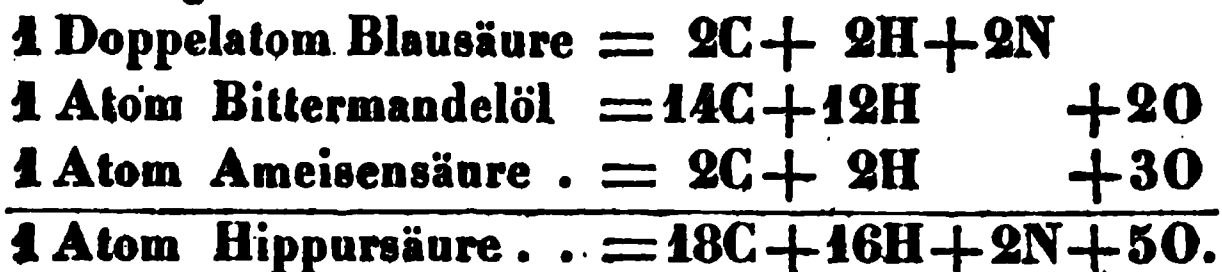 1 Doppelatom Blausäure = 2C + 2H + 2N
1 Atom Bittermandelöl = 14C + 12H + 2O
1 Atom Ameisensäure . = 2C + 2H + 3O
1 Atom Hippursäure . . = 18C + 16H + 2N + 5O.